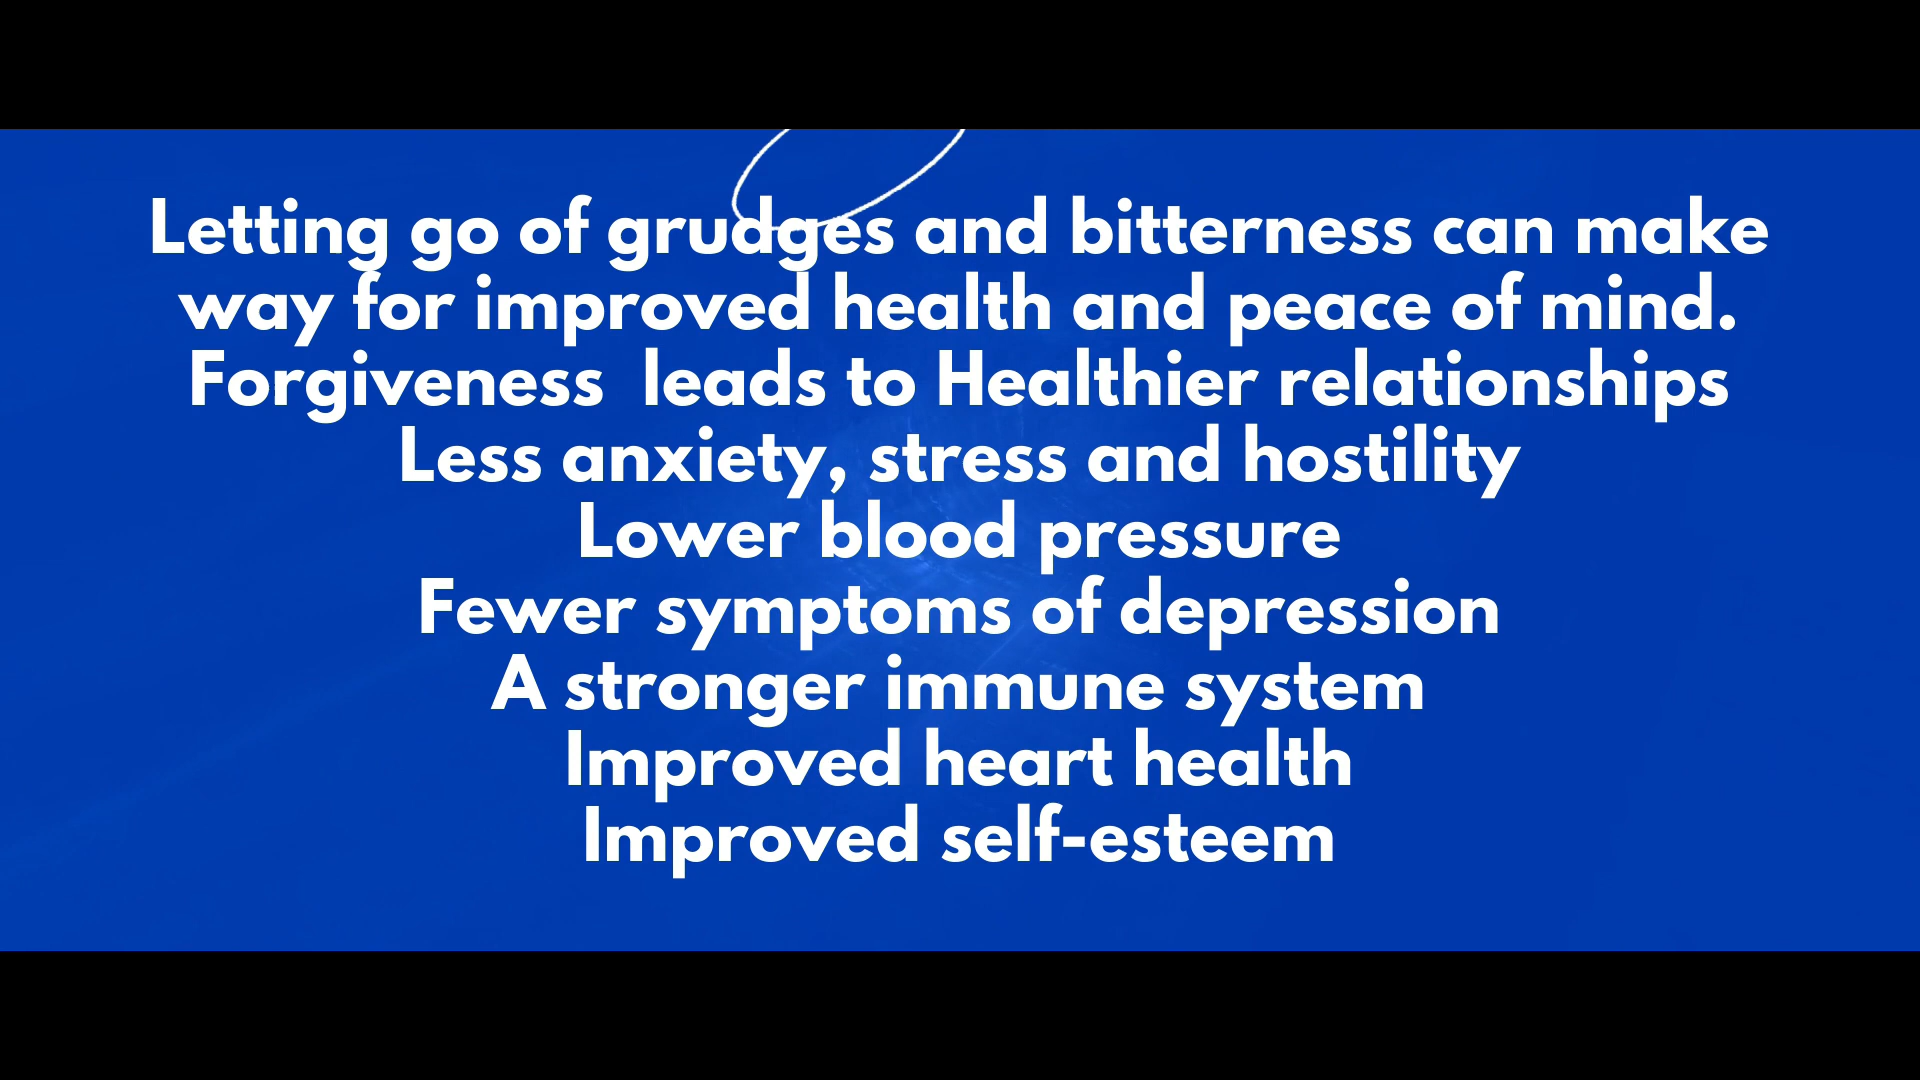 Letting go of grudges and bitterness can make
way for improved health and peace of mind.
Forgiveness  leads to Healthier relationships
Less anxiety, stress and hostility
Lower blood pressure
Fewer symptoms of depression
A stronger immune system
Improved heart health
Improved self-esteem